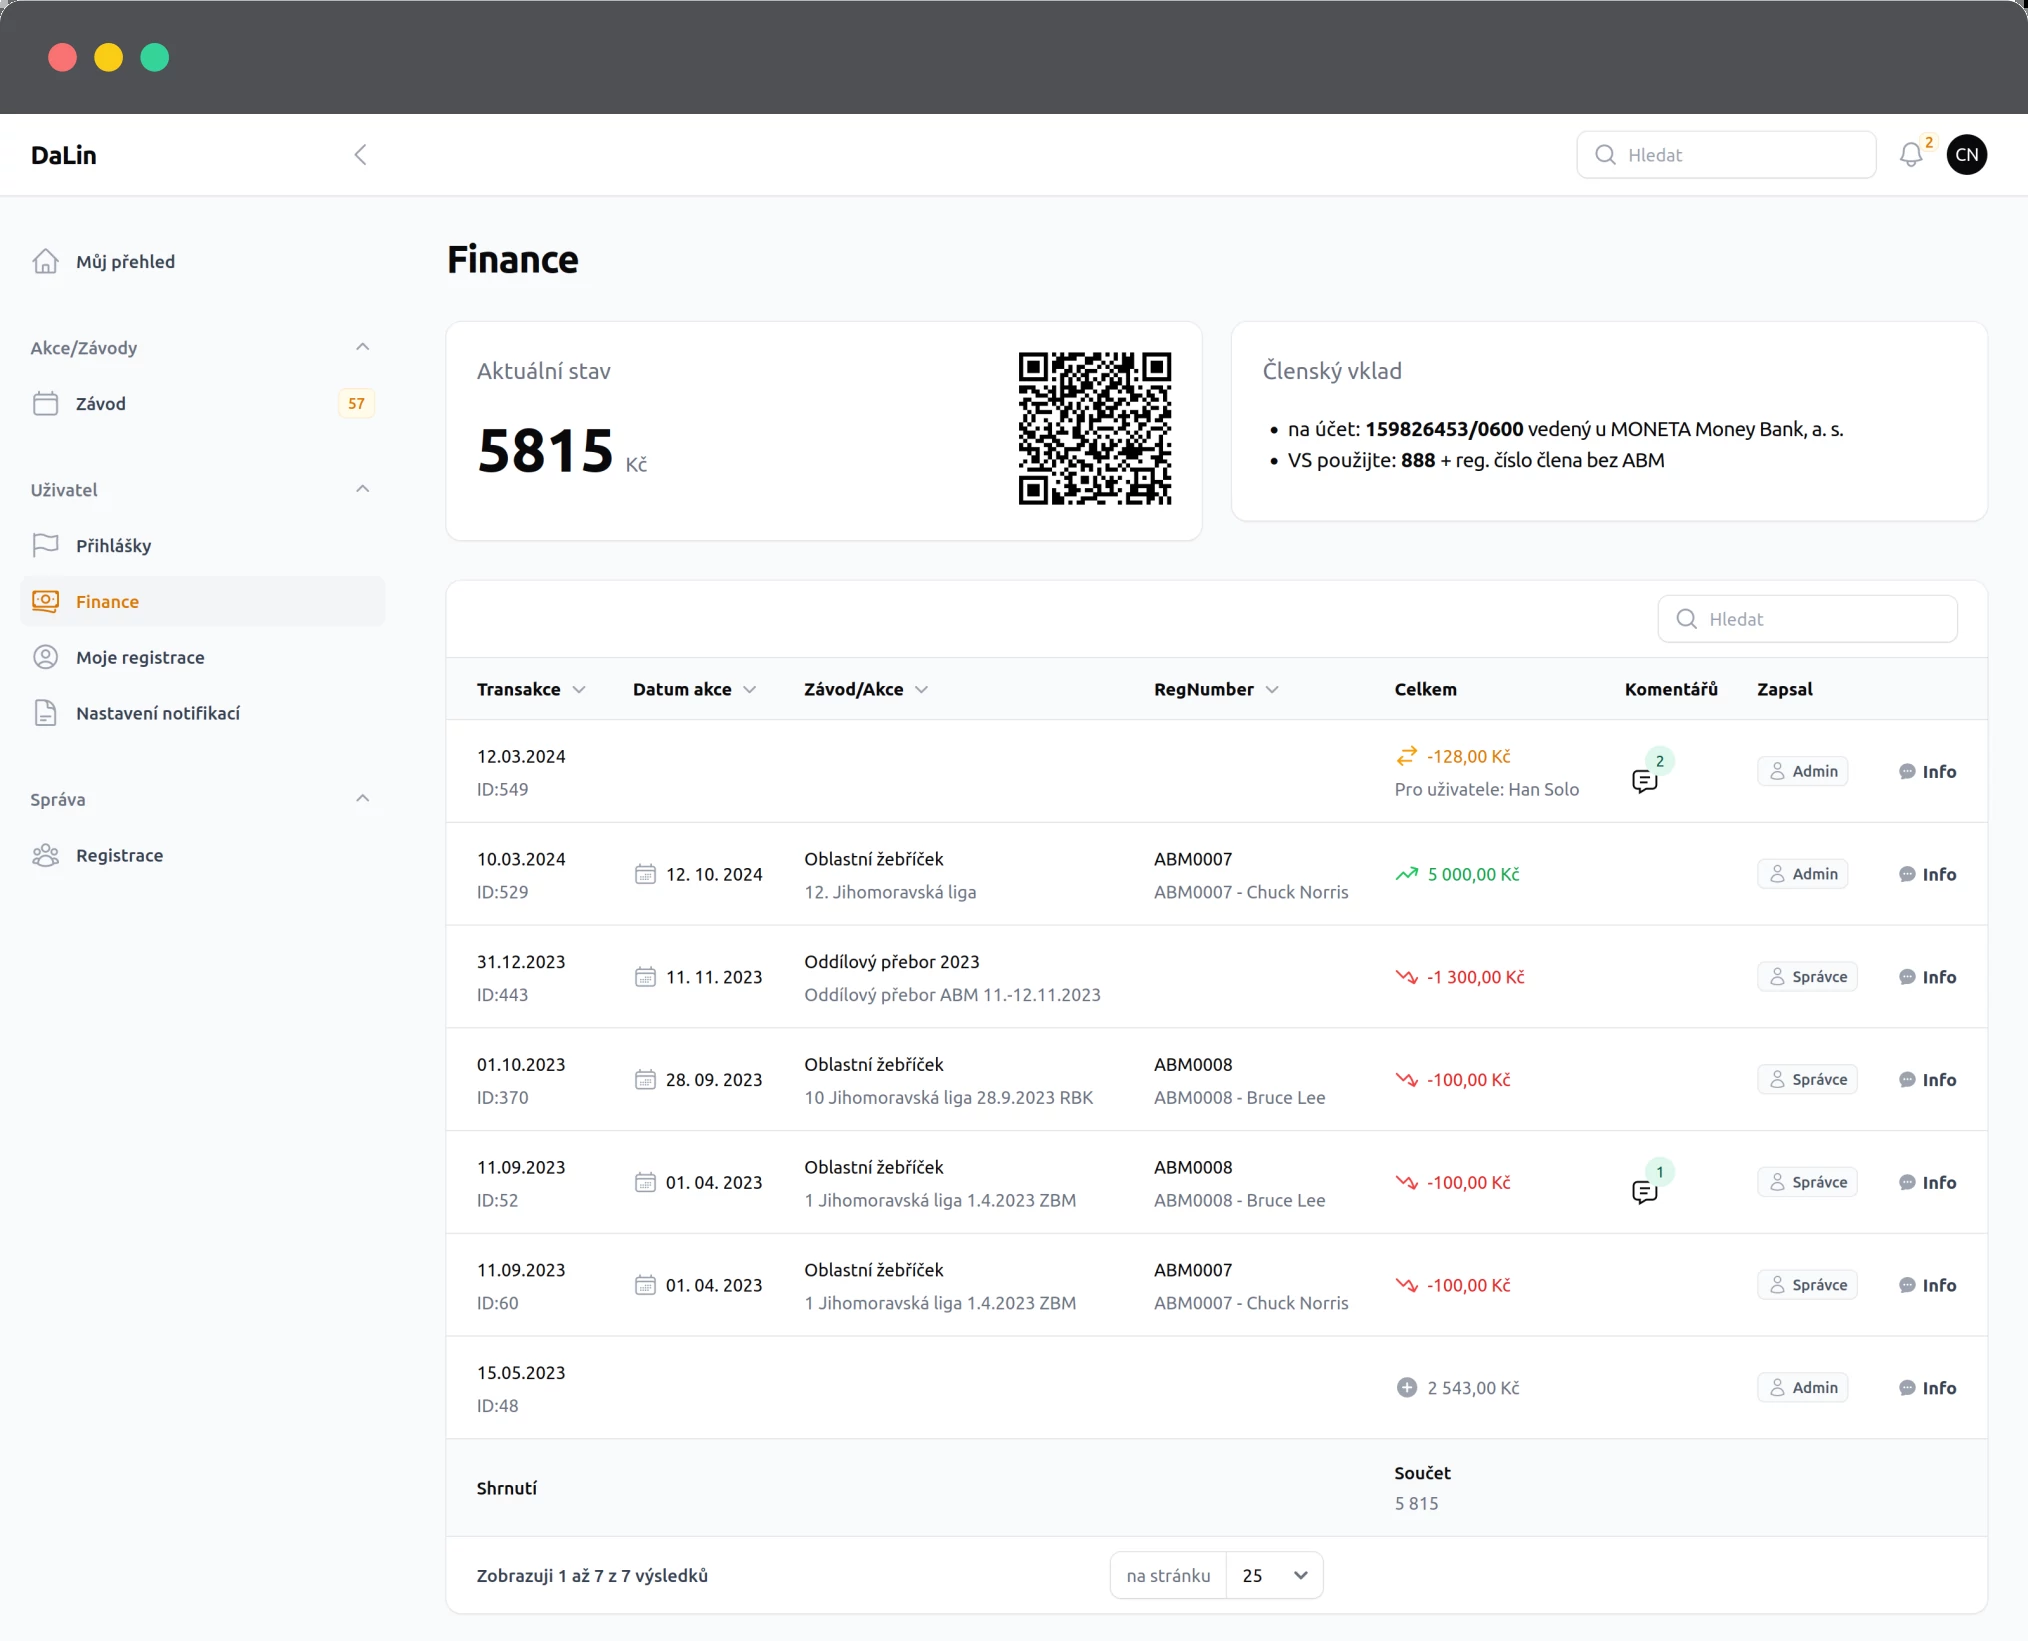 DaLin
Hledat
2
CN
Můj přehled
Akce/Závody
Závod
57
Uživatel
Přihlášky
Finance
Moje registrace
Nastavení notifikací
Správa
Registrace
Finance
Aktuální stav
5815 Kč
Členský vklad
• na účet: 159826453/0600 vedený u MONETA Money Bank, a. s.
• VS použijte: 888 + reg. číslo člena bez ABM
Hledat
Transakce Datum akce Závod/Akce RegNumber Celkem Komentářů Zapsal
12.03.2024
ID:549
-128,00 Kč
Pro uživatele: Han Solo
2
Admin
Info
10.03.2024
ID:529
12. 10. 2024
Oblastní žebříček
12. Jihomoravská liga
ABM0007
ABM0007 - Chuck Norris
5 000,00 Kč
Admin
Info
31.12.2023
ID:443
11. 11. 2023
Oddílový přebor 2023
Oddílový přebor ABM 11.-12.11.2023
-1 300,00 Kč
Správce
Info
01.10.2023
ID:370
28. 09. 2023
Oblastní žebříček
10 Jihomoravská liga 28.9.2023 RBK
ABM0008
ABM0008 - Bruce Lee
-100,00 Kč
Správce
Info
11.09.2023
ID:52
01. 04. 2023
Oblastní žebříček
1 Jihomoravská liga 1.4.2023 ZBM
ABM0008
ABM0008 - Bruce Lee
-100,00 Kč
1
Správce
Info
11.09.2023
ID:60
01. 04. 2023
Oblastní žebříček
1 Jihomoravská liga 1.4.2023 ZBM
ABM0007
ABM0007 - Chuck Norris
-100,00 Kč
Správce
Info
15.05.2023
ID:48
2 543,00 Kč
Admin
Info
Shrnutí
Součet
5 815
Zobrazuji 1 až 7 z 7 výsledků
na stránku 25